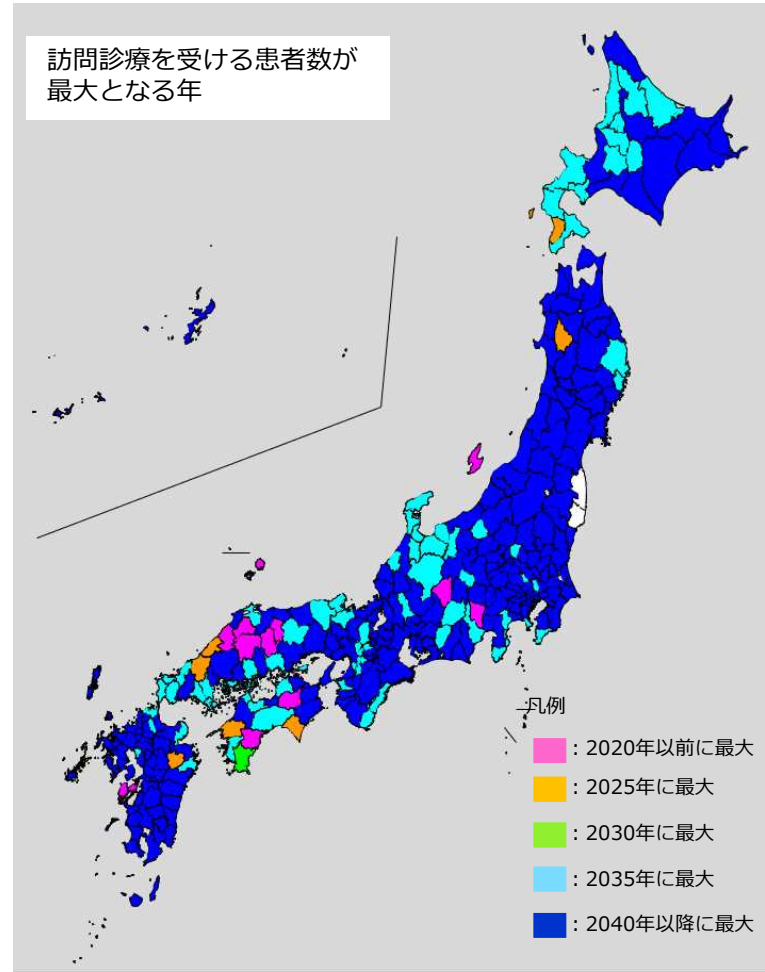 訪問診療を受ける患者数が
最大となる年
凡例
：2020年以前に最大
：2025年に最大
：2030年に最大
：2035年に最大
：2040年以降に最大